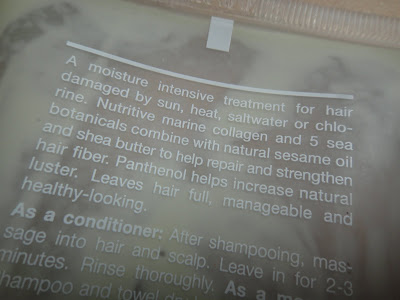 A moisture intensive treatment for hair
damaged by sun, heat, saltwater or chlo-
rine. Nutritive marine collagen and 5 sea
botanicals combine with natural sesame oil
and shea butter to help repair and strengthen
hair fiber. Panthenol helps increase natural
luster. Leaves hair full, manageable and
healthy-looking.
As a conditioner: After shampooing, mas-
sage into hair and scalp. Leave in for 2-3
minutes. Rinse thoroughly. As a
shampoo and towel